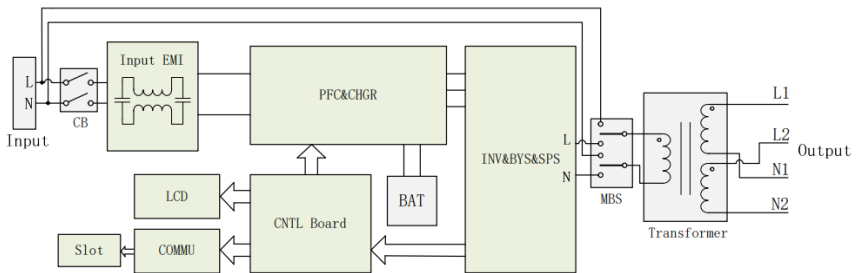 Input EMI
L
N
Input
CB
PFC&CHGR
INV&BYS&SPS
L
N
MBS
Transformer
L1
L2
Output
N1
N2
BAT
LCD
CNTL Board
Slot
COMMU